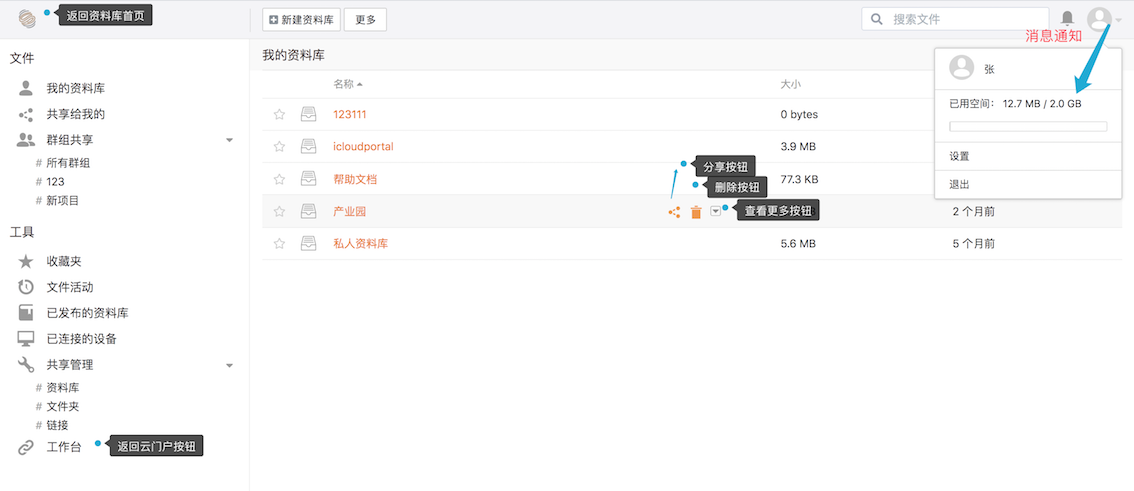 返回资料库首页
新建资料库
更多
搜索文件
消息通知
文件
我的资料库
共享给我的
群组共享
# 所有群组
# 123
# 新项目
工具
收藏夹
文件活动
已发布的资料库
已连接的设备
共享管理
# 资料库
# 文件夹
# 链接
工作台
返回云门户按钮
我的资料库
名称
大小
123111
0 bytes
icloudportal
3.9 MB
帮助文档
77.3 KB
分享按钮
删除按钮
产业园
查看更多按钮
2 个月前
私人资料库
5.6 MB
5 个月前
张
已用空间： 12.7 MB / 2.0 GB
设置
退出